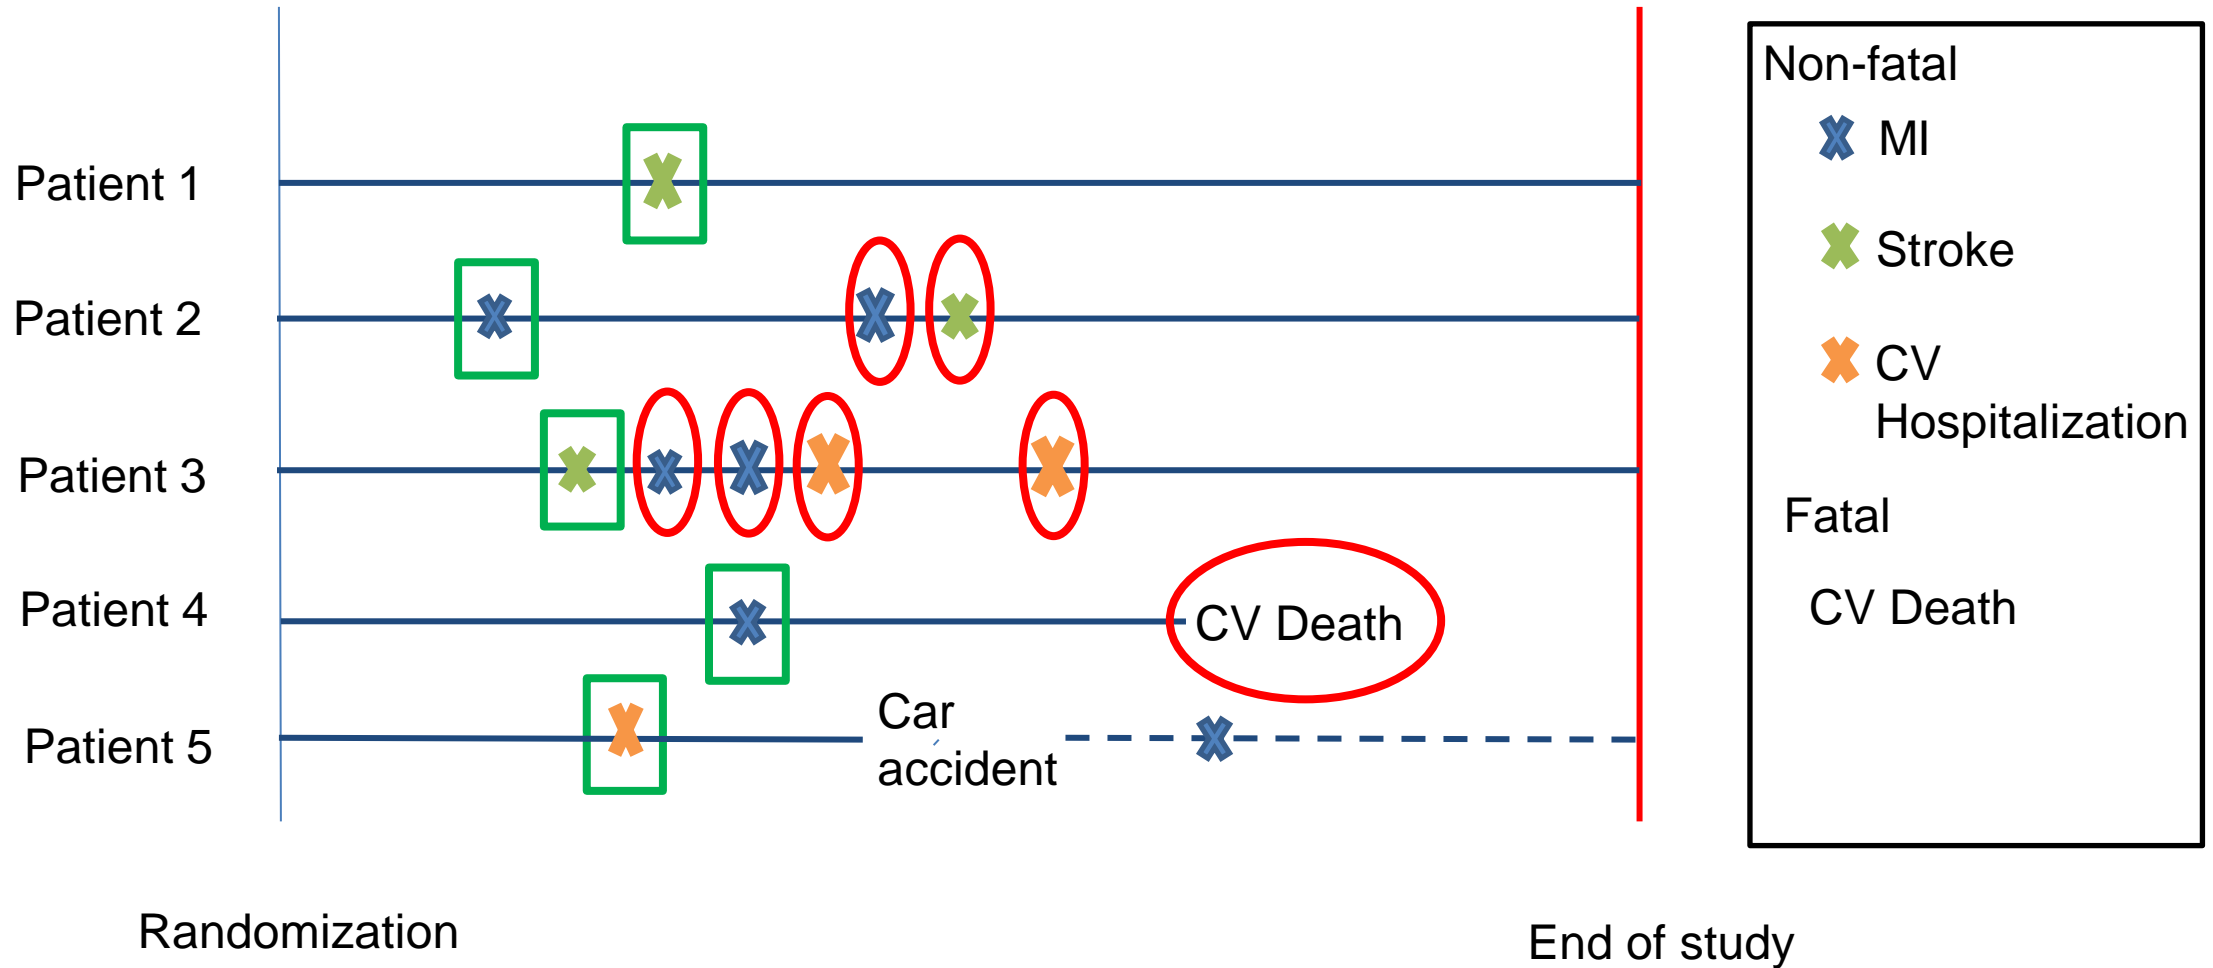 Patient 1
Patient 2
Patient 3
Patient 4
CV Death
Patient 5
Car
accident
Randomization
End of study
Non-fatal
MI
Stroke
CV
Hospitalization
Fatal
CV Death